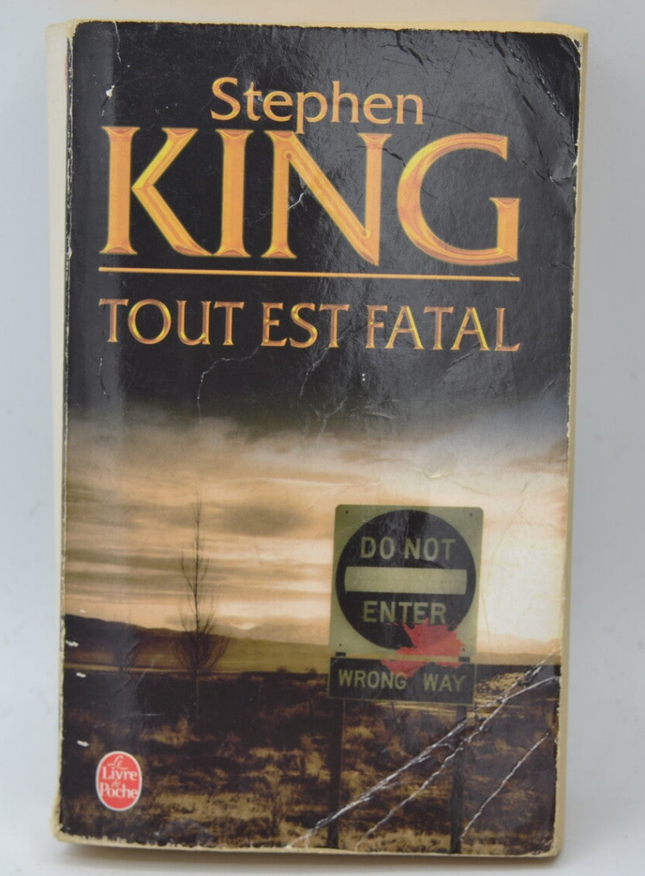 Stephen
KING
TOUT EST FATAL
DO NOT
ENTER
WRONG WAY
Le
Livre
de
Poche